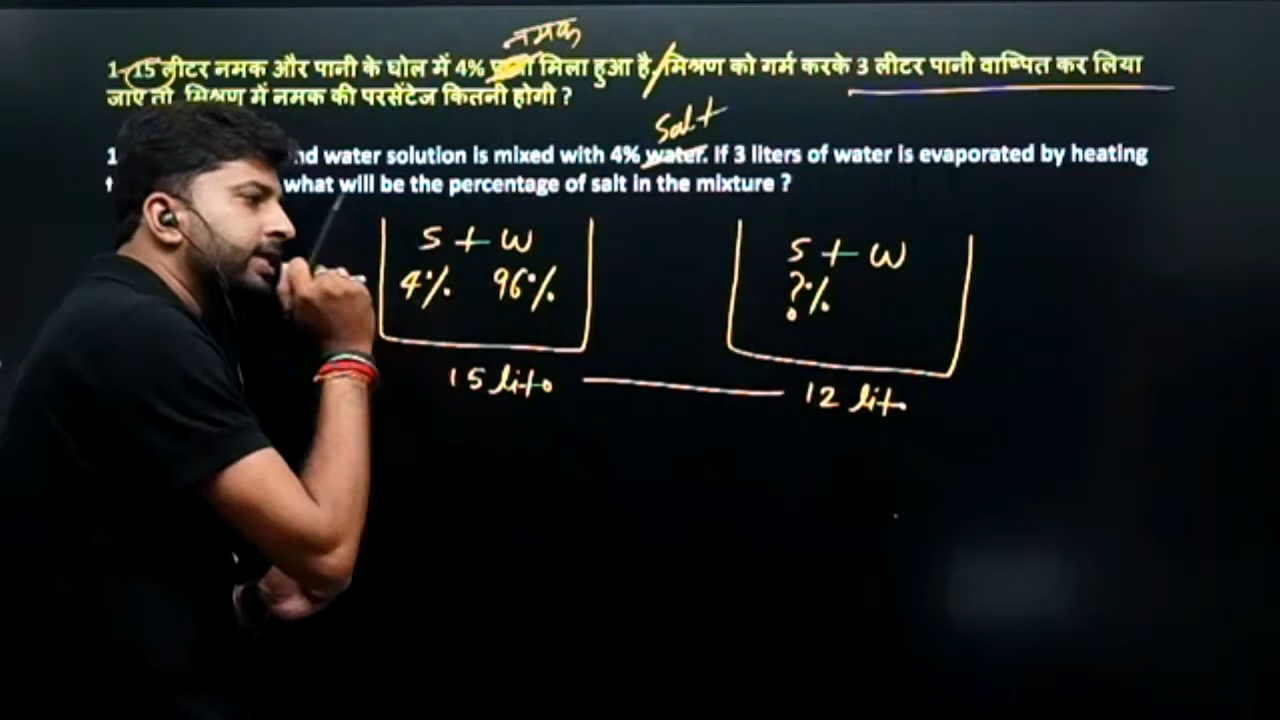 नमक
1- 15 लीटर नमक और पानी के घोल में 4% मिला हुआ है, मिश्रण को गर्म करके 3 लीटर पानी वाष्पित कर लिया
जाए तो मिश्रण में नमक की परसेंटेज कितनी होगी ?
Salt
1 water solution is mixed with 4% water. If 3 liters of water is evaporated by heating
what will be the percentage of salt in the mixture ?
S + W
4% 96%
15 lit
S + W
?%
12 lit